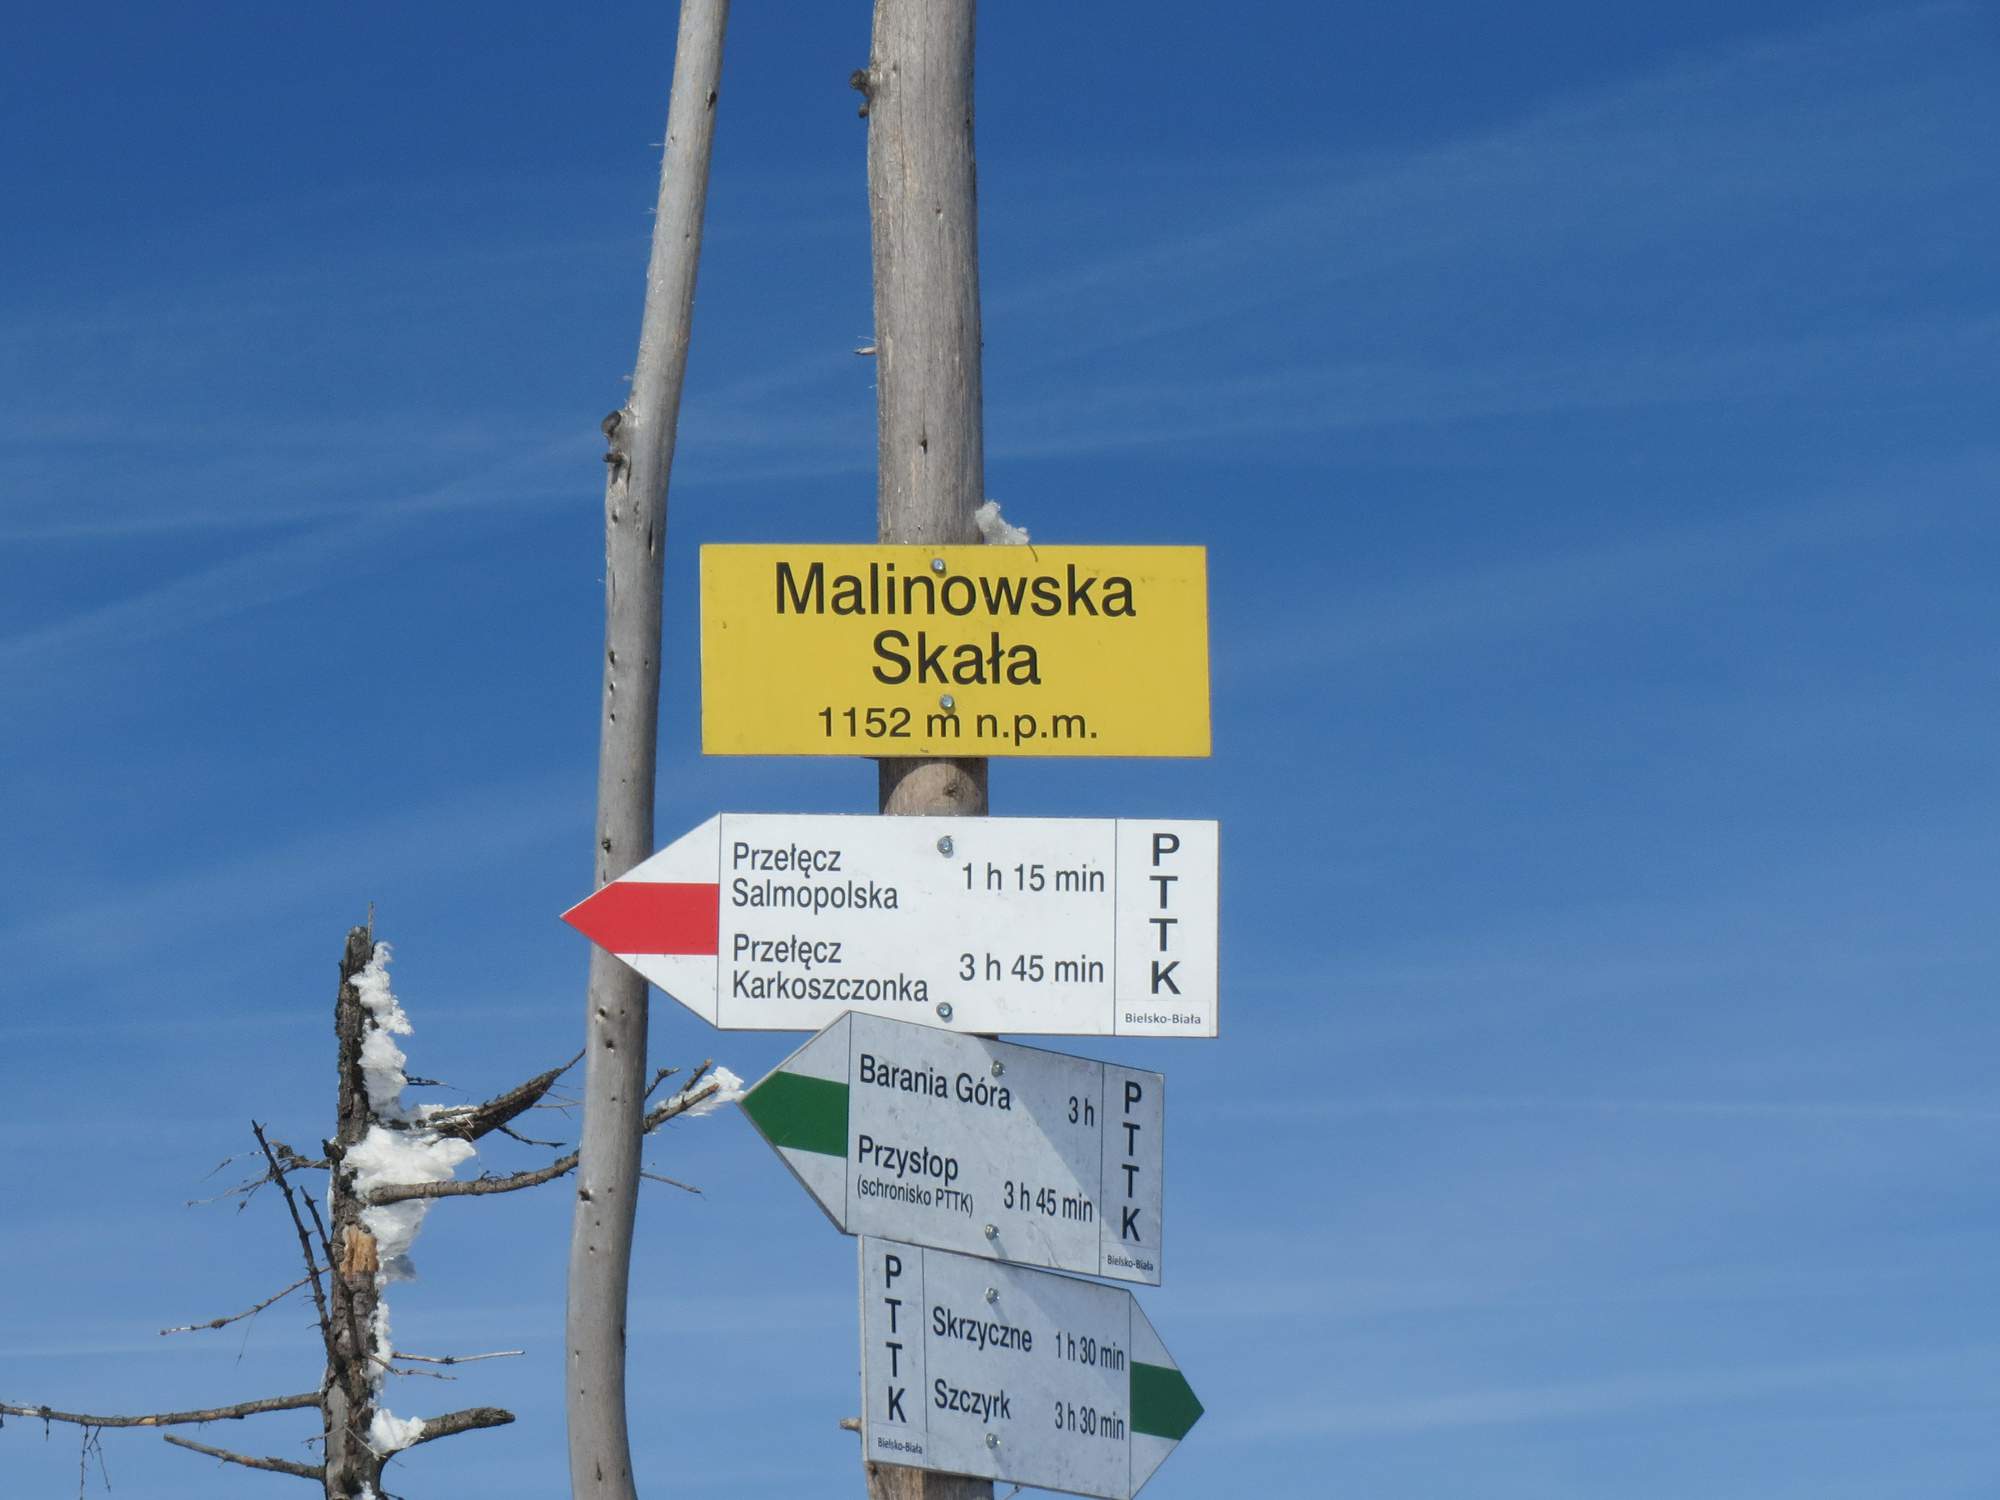 Malinowska
Skała
1152 m n.p.m.
Przełęcz
Salmopolska 1 h 15 min
Przełęcz
Karkoszczonka 3 h 45 min
P
T
T
K
Bielsko-Biała
Barania Góra 3 h
Przysłop
(schronisko PTTK) 3 h 45 min
P
T
T
K
Bielsko-Biała
P
T
T
K
Bielsko-Biała
Skrzyczne 1 h 30 min
Szczyrk 3 h 30 min